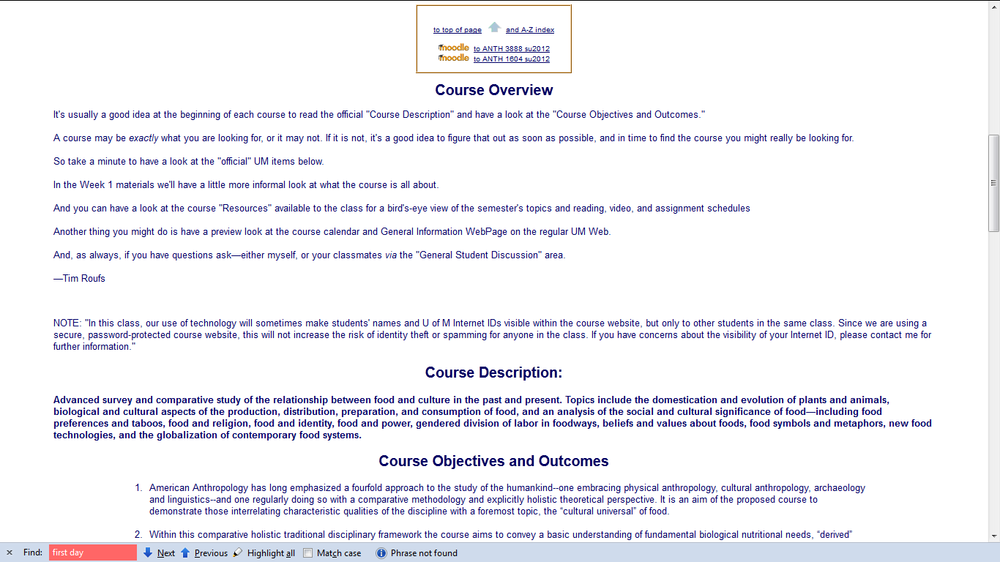 to top of page and A-Z index
moodle to ANTH 3888 su2012
moodle to ANTH 1604 su2012
Course Overview
It's usually a good idea at the beginning of each course to read the official "Course Description" and have a look at the "Course Objectives and Outcomes."
A course may be exactly what you are looking for, or it may not. If it is not, it's a good idea to figure that out as soon as possible, and in time to find the course you might really be looking for.
So take a minute to have a look at the "official" UM items below.
In the Week 1 materials we'll have a little more informal look at what the course is all about.
And you can have a look at the course "Resources" available to the class for a bird's-eye view of the semester's topics and reading, video, and assignment schedules
Another thing you might do is have a preview look at the course calendar and General Information WebPage on the regular UM Web.
And, as always, if you have questions ask—either myself, or your classmates via the "General Student Discussion" area.
—Tim Roufs
NOTE: "In this class, our use of technology will sometimes make students' names and U of M Internet IDs visible within the course website, but only to other students in the same class. Since we are using a
secure, password-protected course website, this will not increase the risk of identity theft or spamming for anyone in the class. If you have concerns about the visibility of your Internet ID, please contact me for
further information."
Course Description:
Advanced survey and comparative study of the relationship between food and culture in the past and present. Topics include the domestication and evolution of plants and animals,
biological and cultural aspects of the production, distribution, preparation, and consumption of food, and an analysis of the social and cultural significance of food—including food
preferences and taboos, food and religion, food and identity, food and power, gendered division of labor in foodways, beliefs and values about foods, food symbols and metaphors, new food
technologies, and the globalization of contemporary food systems.
Course Objectives and Outcomes
1. American Anthropology has long emphasized a fourfold approach to the study of the humankind--one embracing physical anthropology, cultural anthropology, archaeology
and linguistics--and one regularly doing so with a comparative methodology and explicitly holistic theoretical perspective. It is an aim of the proposed course to
demonstrate those interrelating characteristic qualities of the discipline with a foremost topic, the “cultural universal” of food.
2. Within this comparative holistic traditional disciplinary framework the course aims to convey a basic understanding of fundamental biological nutritional needs, “derived”
Find: first day Next Previous Highlight all Match case Phrase not found